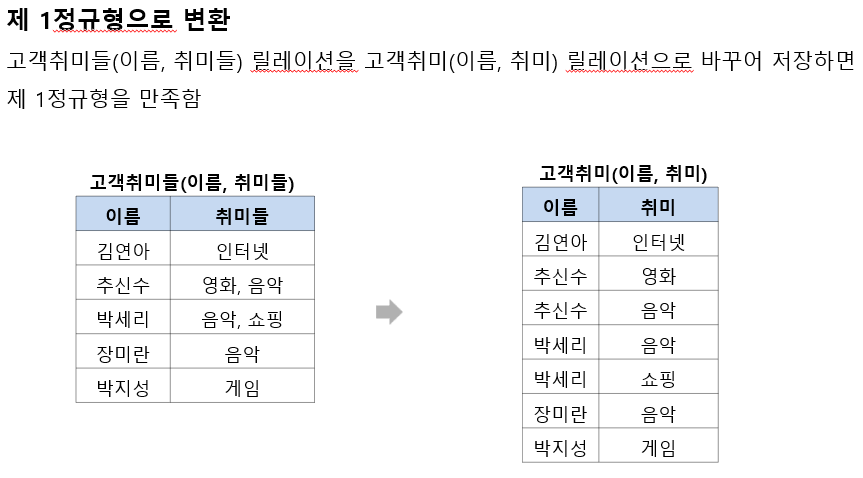 제 1정규형으로 변환
고객취미들(이름, 취미들) 릴레이션을 고객취미(이름, 취미) 릴레이션으로 바꾸어 저장하면
제 1정규형을 만족함
고객취미들(이름, 취미들)
이름 취미들
김연아 인터넷
추신수 영화, 음악
박세리 음악, 쇼핑
장미란 음악
박지성 게임
고객취미(이름, 취미)
이름 취미
김연아 인터넷
추신수 영화
추신수 음악
박세리 음악
박세리 쇼핑
장미란 음악
박지성 게임